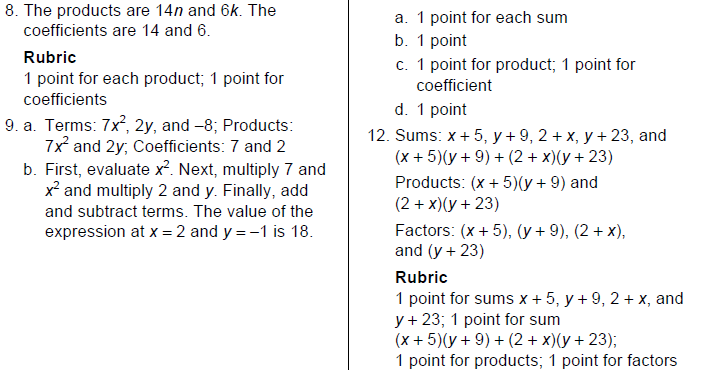 8. The products are 14n and 6k. The
coefficients are 14 and 6.
Rubric
1 point for each product; 1 point for
coefficients
9. a. Terms: 7x², 2y, and –8; Products:
7x² and 2y; Coefficients: 7 and 2
b. First, evaluate x². Next, multiply 7 and
x² and multiply 2 and y. Finally, add
and subtract terms. The value of the
expression at x = 2 and y = –1 is 18.
a. 1 point for each sum
b. 1 point
c. 1 point for product; 1 point for
coefficient
d. 1 point
12. Sums: x + 5, y + 9, 2 + x, y + 23, and
(x + 5)(y + 9) + (2 + x)(y + 23)
Products: (x + 5)(y + 9) and
(2 + x)(y + 23)
Factors: (x + 5), (y + 9), (2 + x),
and (y + 23)
Rubric
1 point for sums x + 5, y + 9, 2 + x, and
y + 23; 1 point for sum
(x + 5)(y + 9) + (2 + x)(y + 23);
1 point for products; 1 point for factors